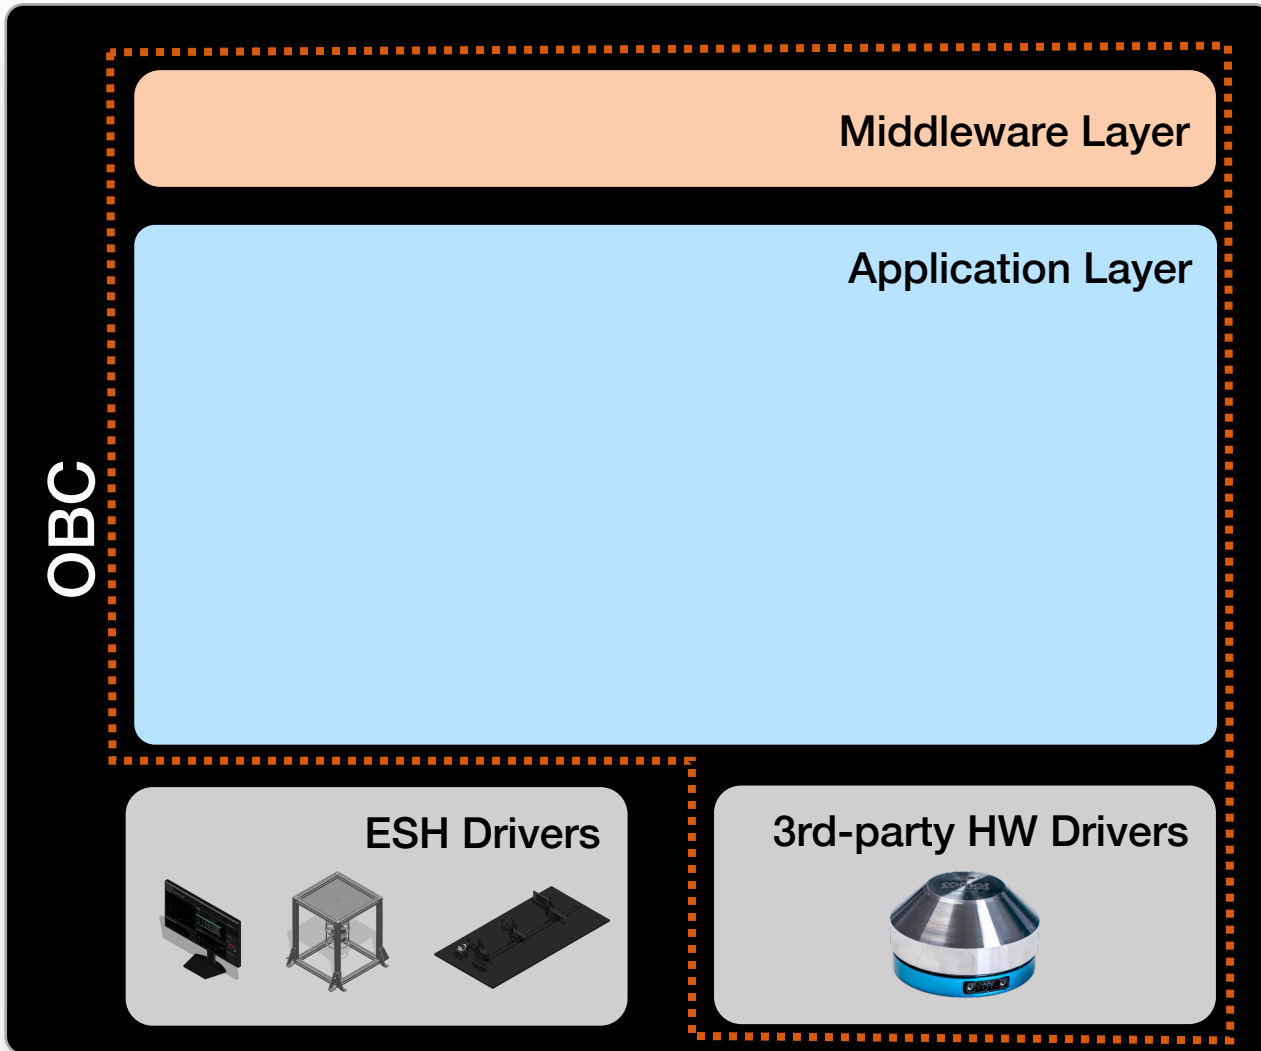 Middleware Layer
Application Layer
OBC
ESH Drivers
3rd-party HW Drivers